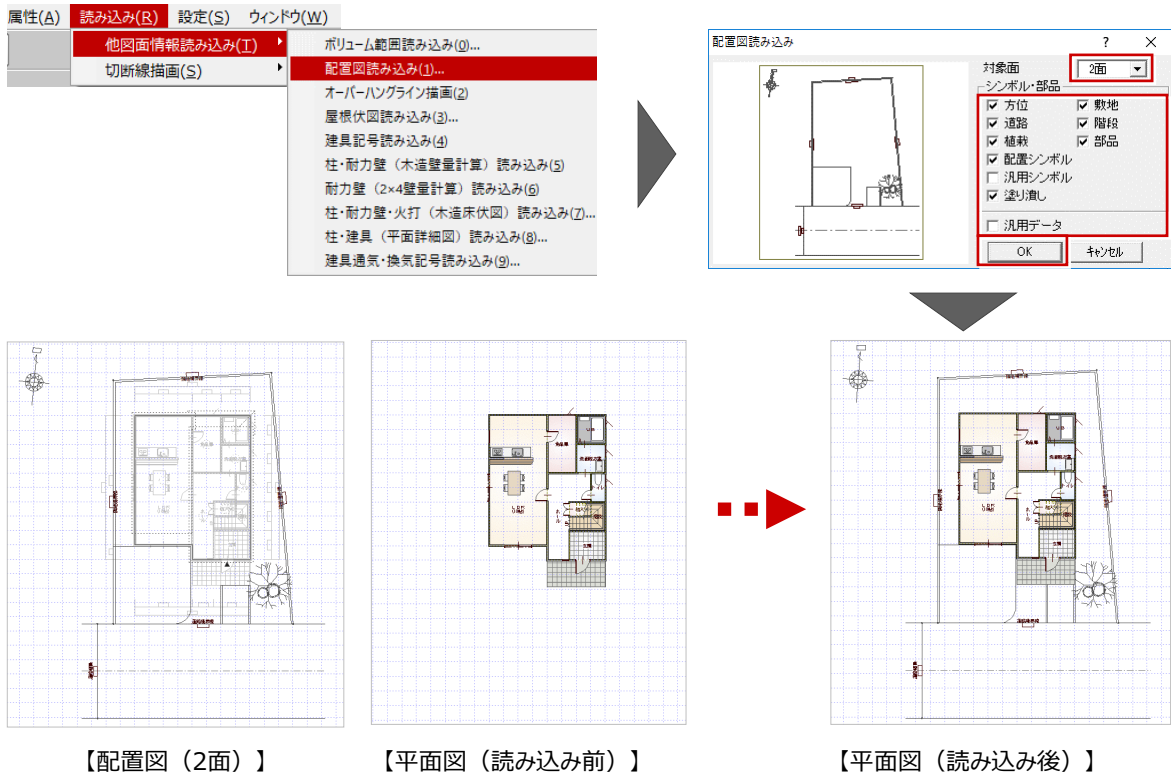 属性(A) 読み込み(R) 設定(S) ウィンドウ(W)
他図面情報読み込み(T)
切断線描画(S)
ボリューム範囲読み込み(0)...
配置図読み込み(1)...
オーバーハングライン描画(2)
屋根伏図読み込み(3)...
建具記号読み込み(4)
柱・耐力壁（木造壁量計算）読み込み(5)
耐力壁（2×4壁量計算）読み込み(6)
柱・耐力壁・火打（木造床伏図）読み込み(7)...
柱・建具（平面詳細図）読み込み(8)...
建具通気・換気記号読み込み(9)...
配置図読み込み ? ×
対象面 2面
シンボル・部品
方位 敷地
道路 階段
植栽 部品
配置シンボル
汎用シンボル
塗り潰し
汎用データ
OK キャンセル
【配置図（2面）】 【平面図（読み込み前）】 【平面図（読み込み後）】